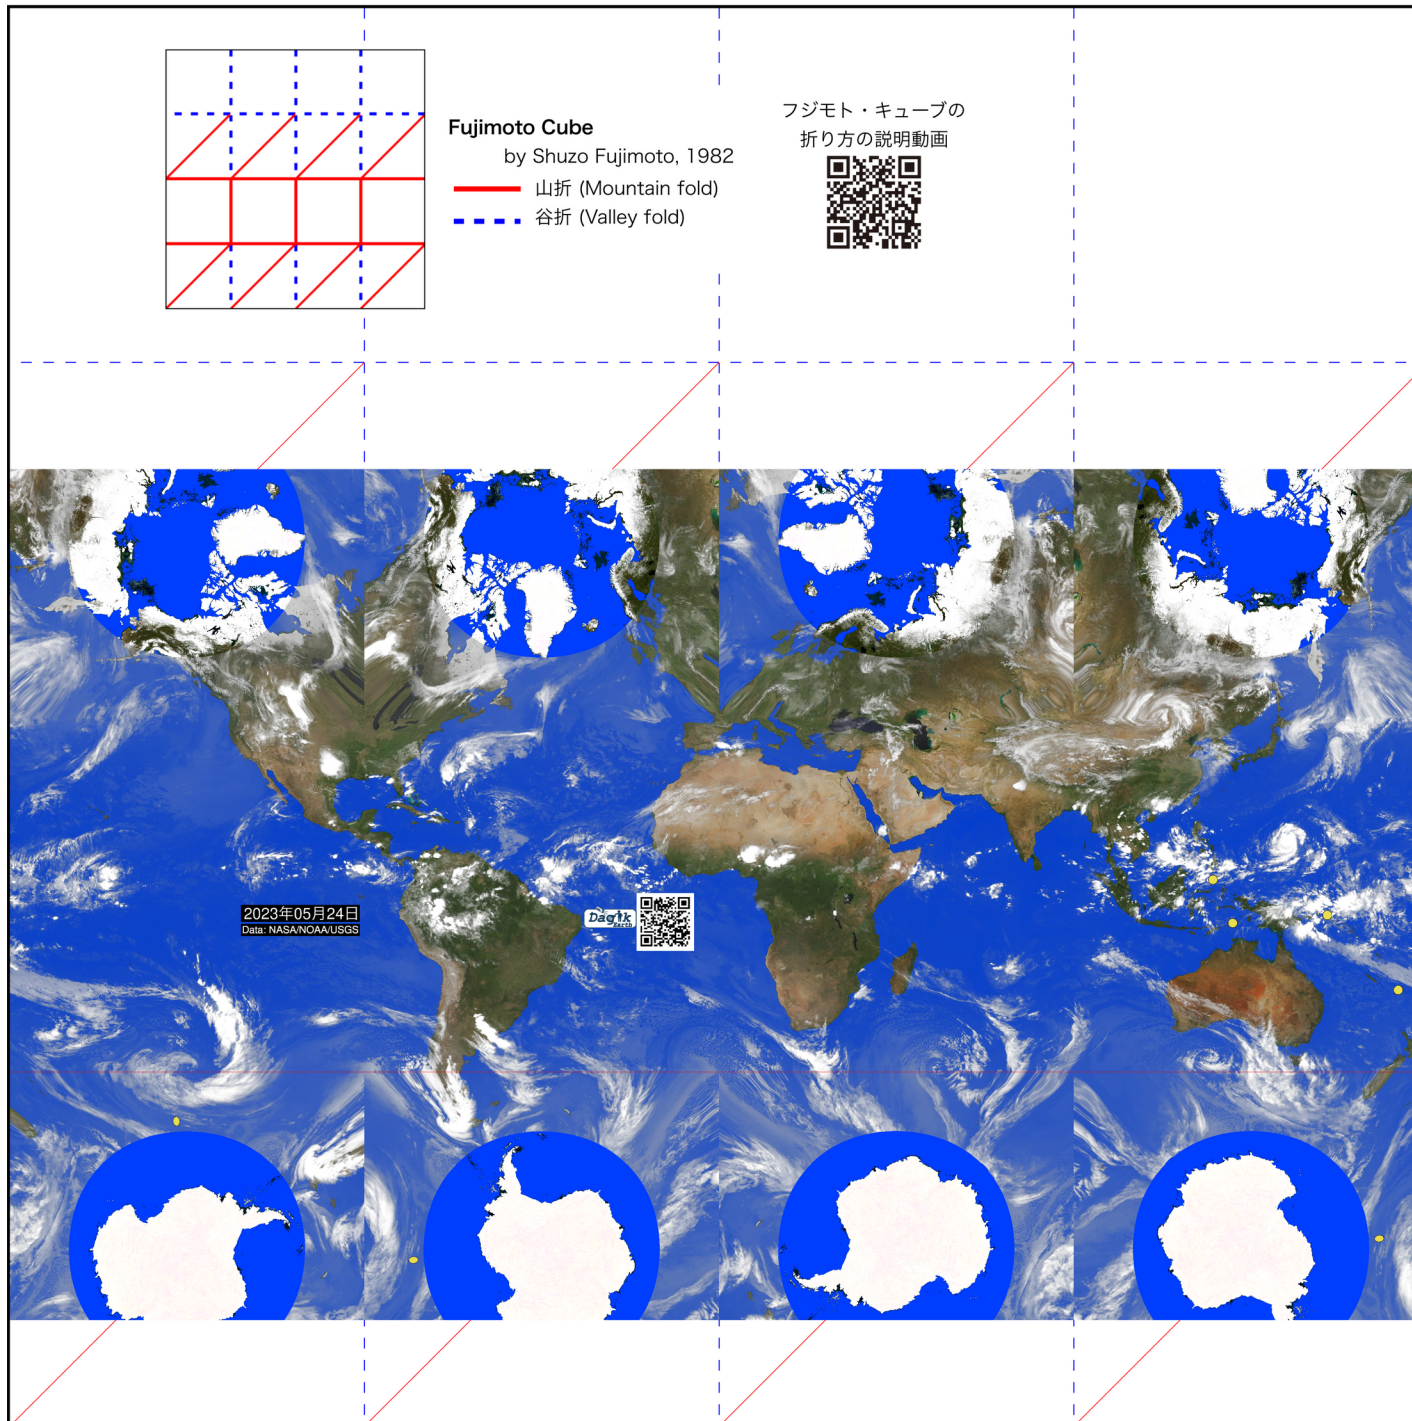 Fujimoto Cube
by Shuzo Fujimoto, 1982
山折 (Mountain fold)
谷折 (Valley fold)
フジモト・キューブの
折り方の説明動画
2023年05月24日
Data: NASA/NOAA/USGS
Dagik
Earth